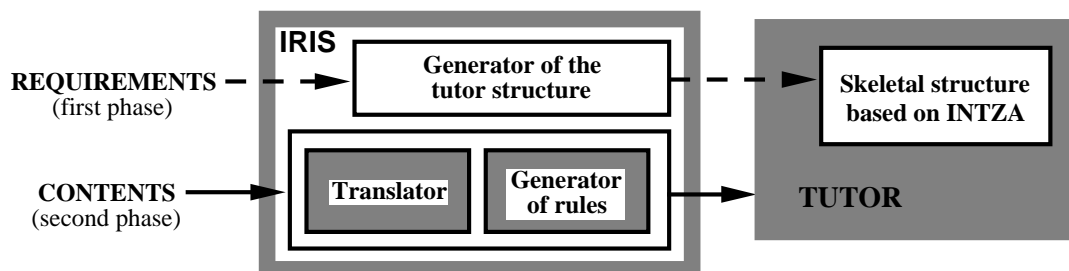 IRIS
REQUIREMENTS
(first phase)
Generator of the
tutor structure
Skeletal structure
based on INTZA
CONTENTS
(second phase)
Translator
Generator
of rules
TUTOR